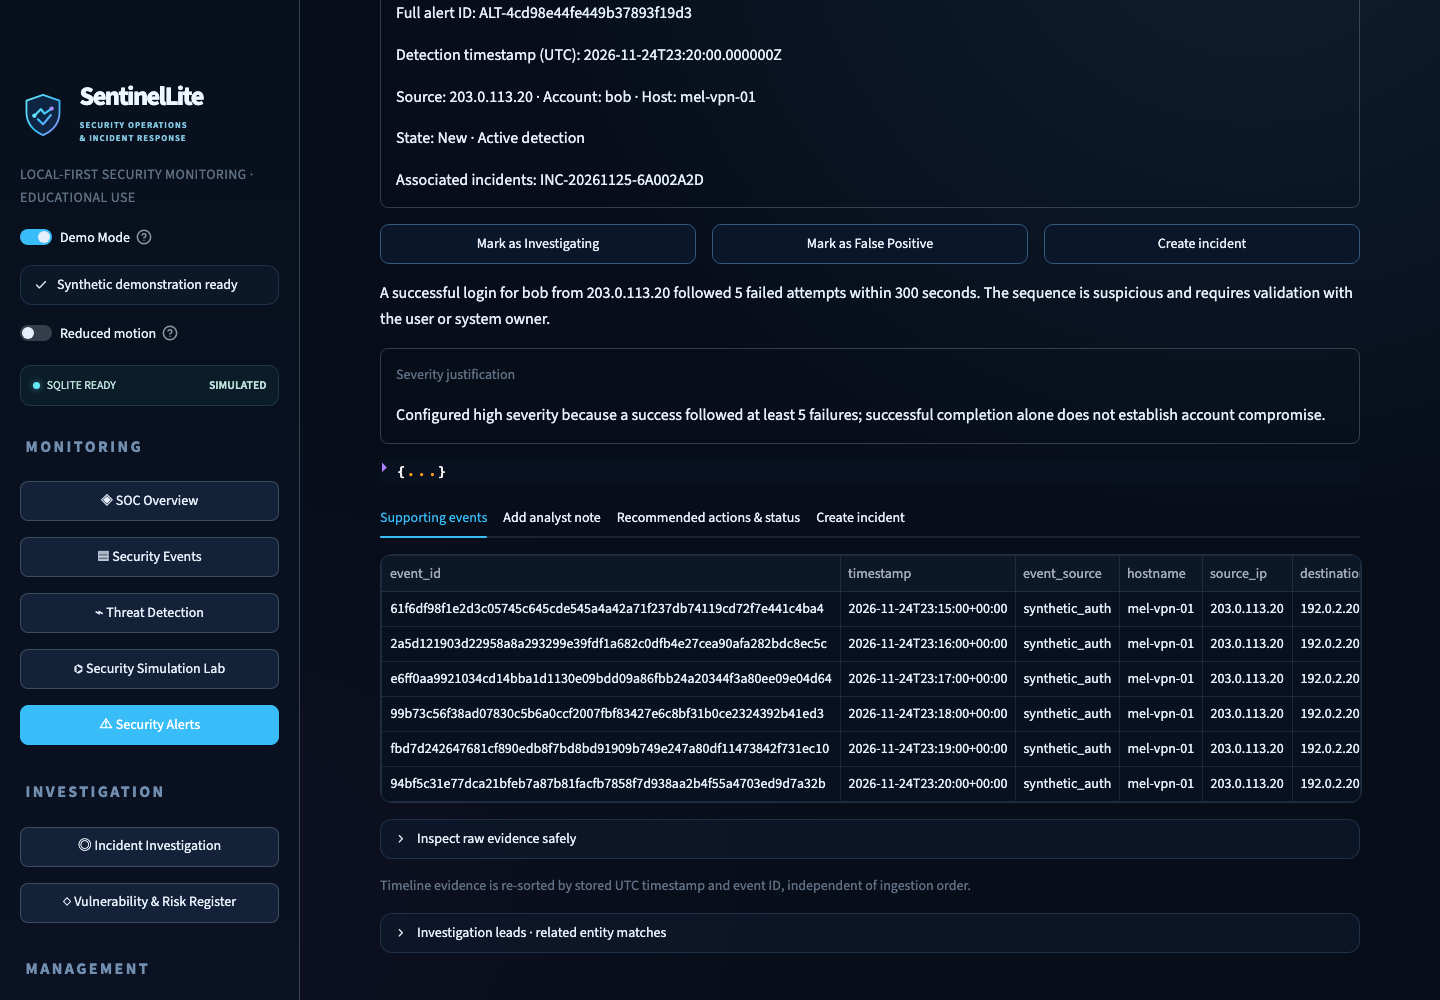 SentinelLite
SECURITY OPERATIONS
& INCIDENT RESPONSE
LOCAL-FIRST SECURITY MONITORING ·
EDUCATIONAL USE
Demo Mode
Synthetic demonstration ready
Reduced motion
SQLITE READY SIMULATED
MONITORING
SOC Overview
Security Events
Threat Detection
Security Simulation Lab
Security Alerts
INVESTIGATION
Incident Investigation
Vulnerability & Risk Register
MANAGEMENT
Full alert ID: ALT-4cd98e44fe449b37893f19d3
Detection timestamp (UTC): 2026-11-24T23:20:00.000000Z
Source: 203.0.113.20 · Account: bob · Host: mel-vpn-01
State: New · Active detection
Associated incidents: INC-20261125-6A002A2D
Mark as Investigating Mark as False Positive Create incident
A successful login for bob from 203.0.113.20 followed 5 failed attempts within 300 seconds. The sequence is suspicious and requires validation with
the user or system owner.
Severity justification
Configured high severity because a success followed at least 5 failures; successful completion alone does not establish account compromise.
{...}
Supporting events Add analyst note Recommended actions & status Create incident
event_id timestamp event_source hostname source_ip destinatio
61f6df98f1e2d3c05745c645cde545a4a42a71f237db74119cd72f7e441c4ba4 2026-11-24T23:15:00+00:00 synthetic_auth mel-vpn-01 203.0.113.20 192.0.2.20
2a5d121903d22958a8a293299e39fdf1a682c0dfb4e27cea90afa282bdc8ec5c 2026-11-24T23:16:00+00:00 synthetic_auth mel-vpn-01 203.0.113.20 192.0.2.20
e6ff0aa9921034cd14bba1d1130e09bdd09a86fbb24a20344f3a80ee09e04d64 2026-11-24T23:17:00+00:00 synthetic_auth mel-vpn-01 203.0.113.20 192.0.2.20
99b73c56f38ad07830c5b6a0ccf2007fbf83427e6c8bf31b0ce2324392b41ed3 2026-11-24T23:18:00+00:00 synthetic_auth mel-vpn-01 203.0.113.20 192.0.2.20
fbd7d242647681cf890edb8f7bd8bd91909b749e247a80df11473842f731ec10 2026-11-24T23:19:00+00:00 synthetic_auth mel-vpn-01 203.0.113.20 192.0.2.20
94bf5c31e77dca21bfeb7a87b81facfb7858f7d938aa2b4f55a4703ed9d7a32b 2026-11-24T23:20:00+00:00 synthetic_auth mel-vpn-01 203.0.113.20 192.0.2.20
Inspect raw evidence safely
Timeline evidence is re-sorted by stored UTC timestamp and event ID, independent of ingestion order.
Investigation leads · related entity matches